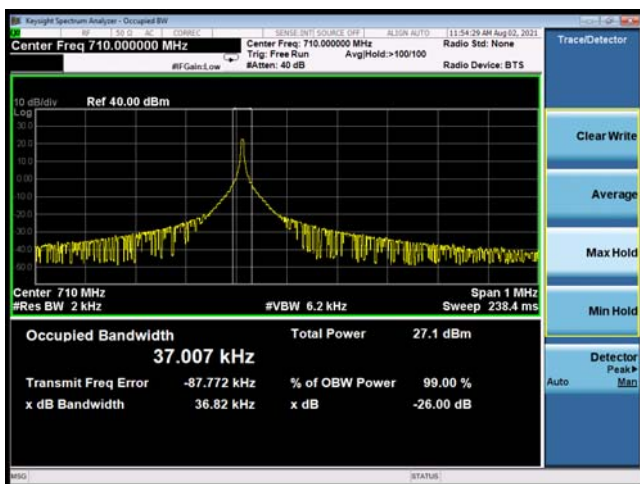 Keysight Spectrum Analyzer - Occupied BW
RF 50 Ω AC CORREC SENSE:INT SOURCE OFF ALIGN AUTO 11:54:29 AM Aug 02, 2021
Center Freq 710.000000 MHz Center Freq: 710.000000 MHz Radio Std: None Trace/Detector
Trig: Free Run Avg|Hold:>100/100
#IFGain:Low #Atten: 40 dB Radio Device: BTS
10 dB/div Ref 40.00 dBm
Log
30.0
20.0
10.0
0.00
-10.0
-20.0
-30.0
-40.0
-50.0
Clear Write
Average
Max Hold
Min Hold
Center 710 MHz Span 1 MHz
#Res BW 2 kHz #VBW 6.2 kHz Sweep 238.4 ms
Occupied Bandwidth Total Power 27.1 dBm
37.007 kHz
Transmit Freq Error -87.772 kHz % of OBW Power 99.00 %
x dB Bandwidth 36.82 kHz x dB -26.00 dB
Detector
Peak▶
Auto Man
MSG STATUS